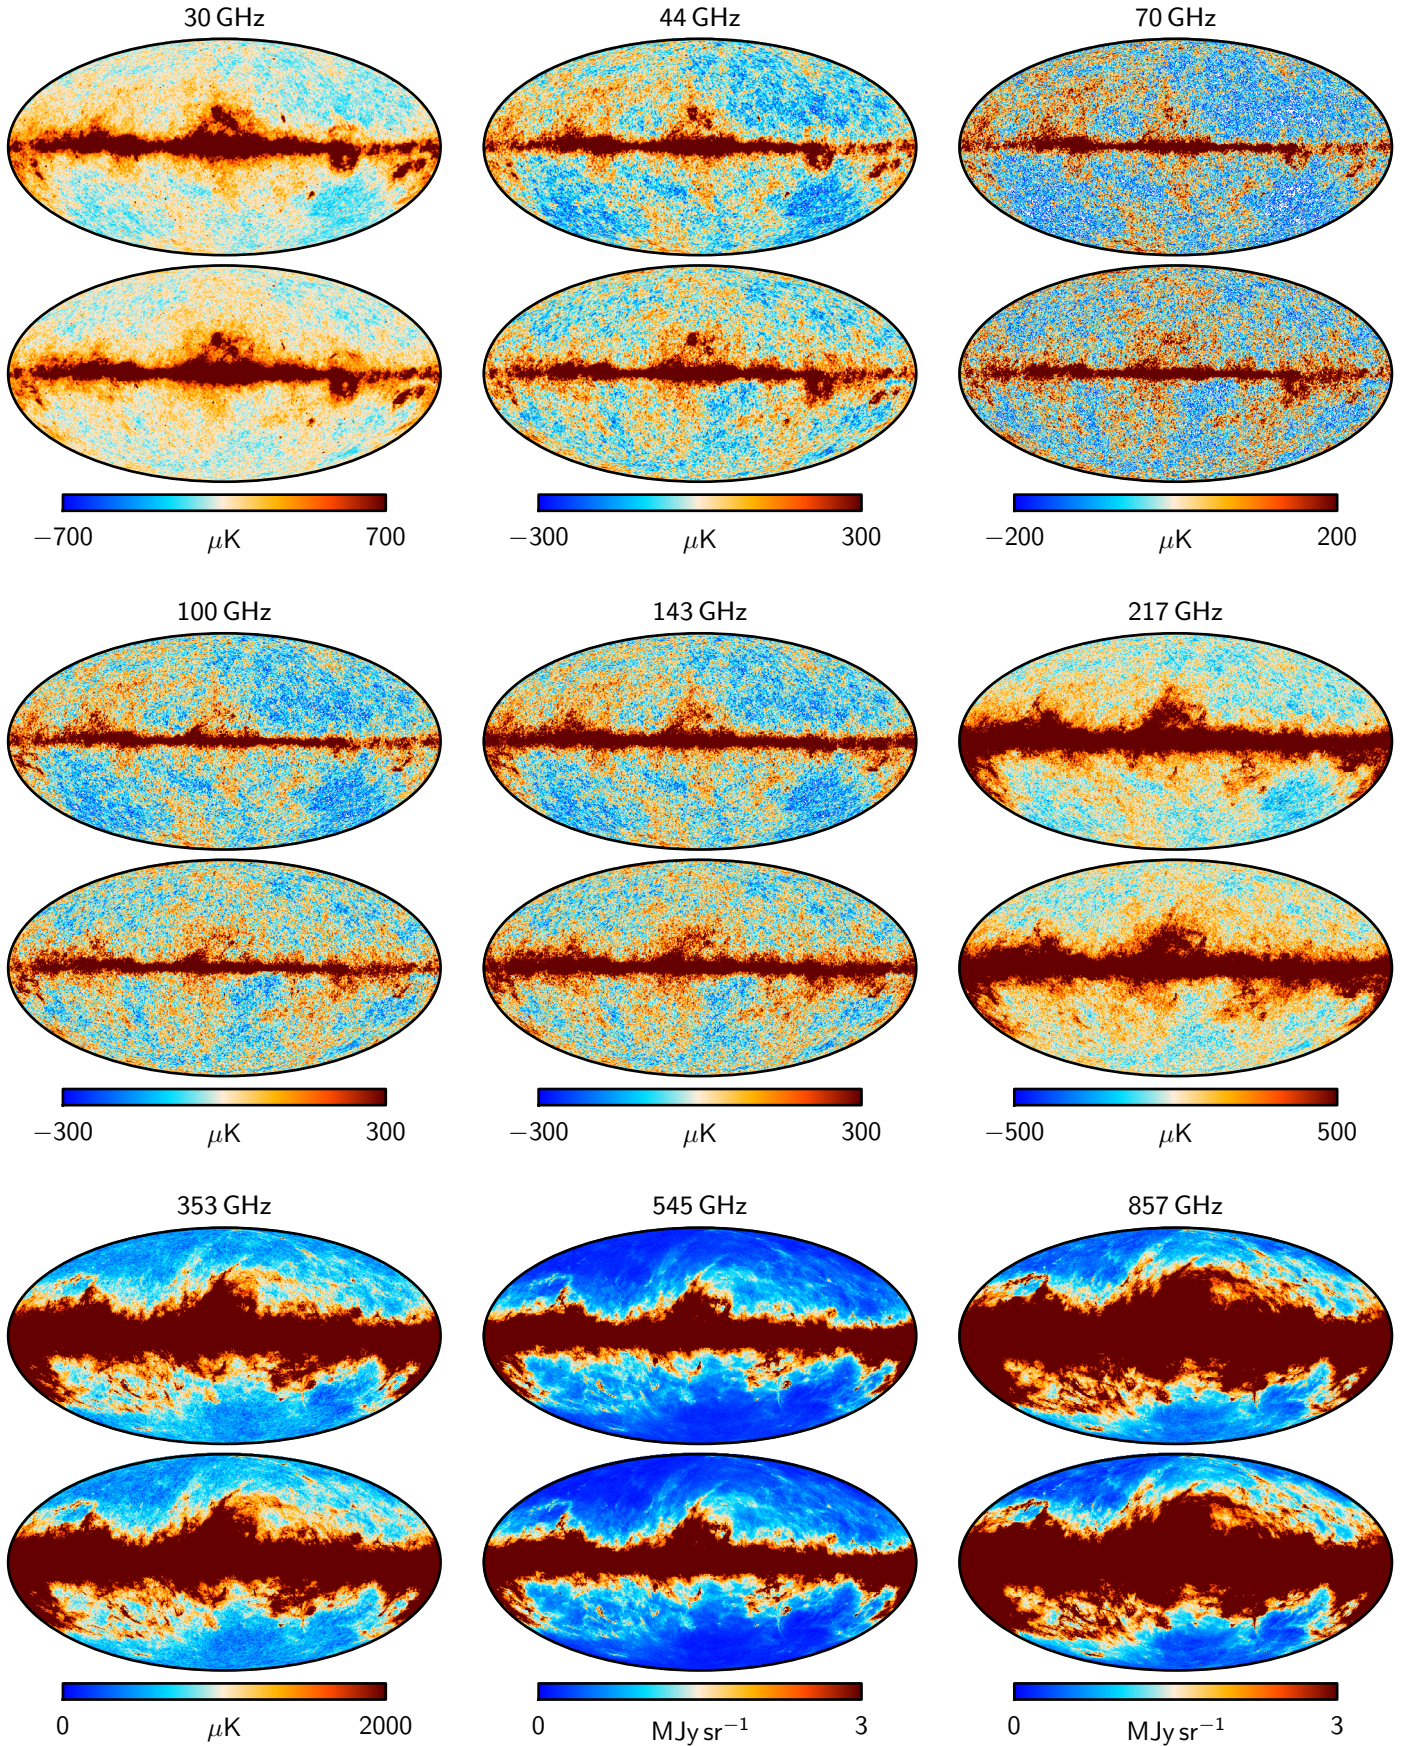 30 GHz 44 GHz 70 GHz
−700 μK 700 −300 μK 300 −200 μK 200
100 GHz 143 GHz 217 GHz
−300 μK 300 −300 μK 300 −500 μK 500
353 GHz 545 GHz 857 GHz
0 μK 2000 0 MJy sr⁻¹ 3 0 MJy sr⁻¹ 3